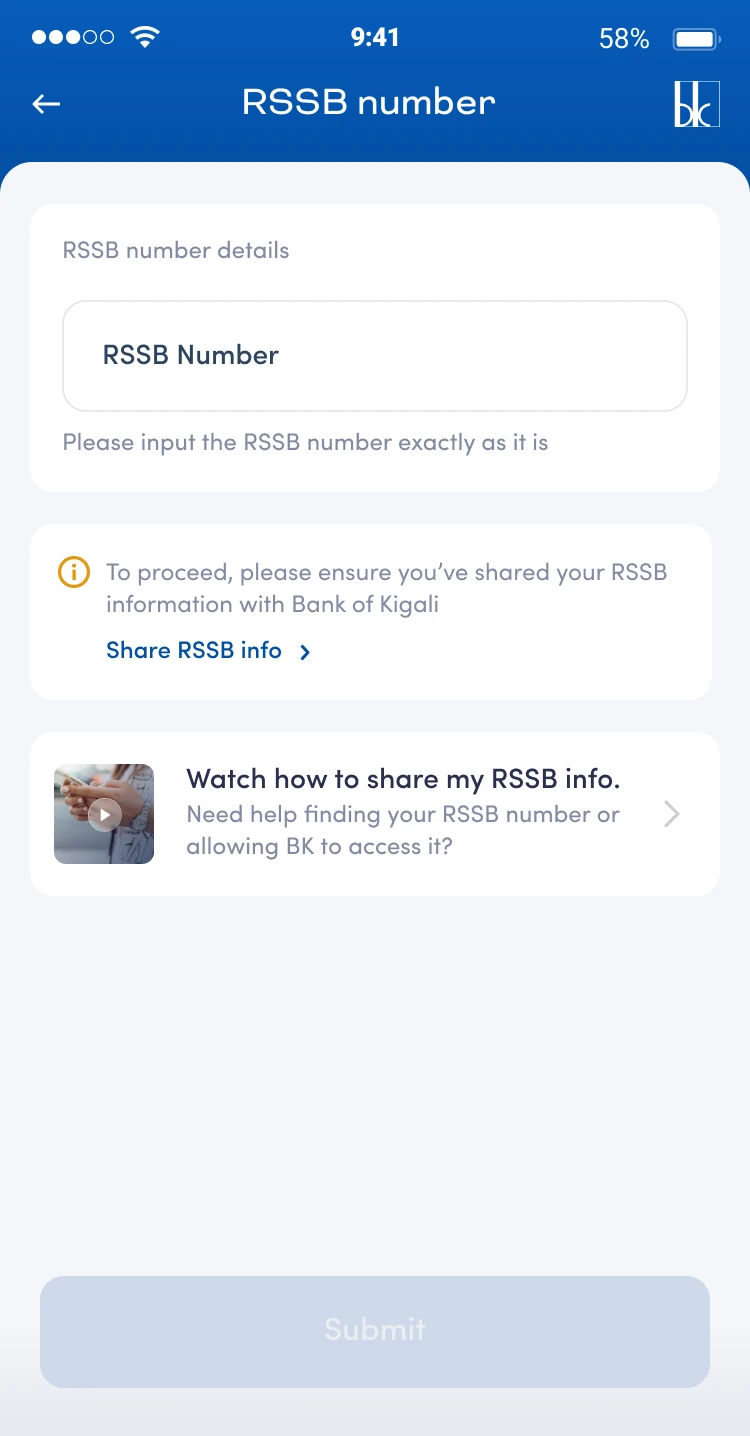 9:41
58%
RSSB number
bk
RSSB number details
RSSB Number
Please input the RSSB number exactly as it is
To proceed, please ensure you’ve shared your RSSB
information with Bank of Kigali
Share RSSB info
Watch how to share my RSSB info.
Need help finding your RSSB number or
allowing BK to access it?
Submit